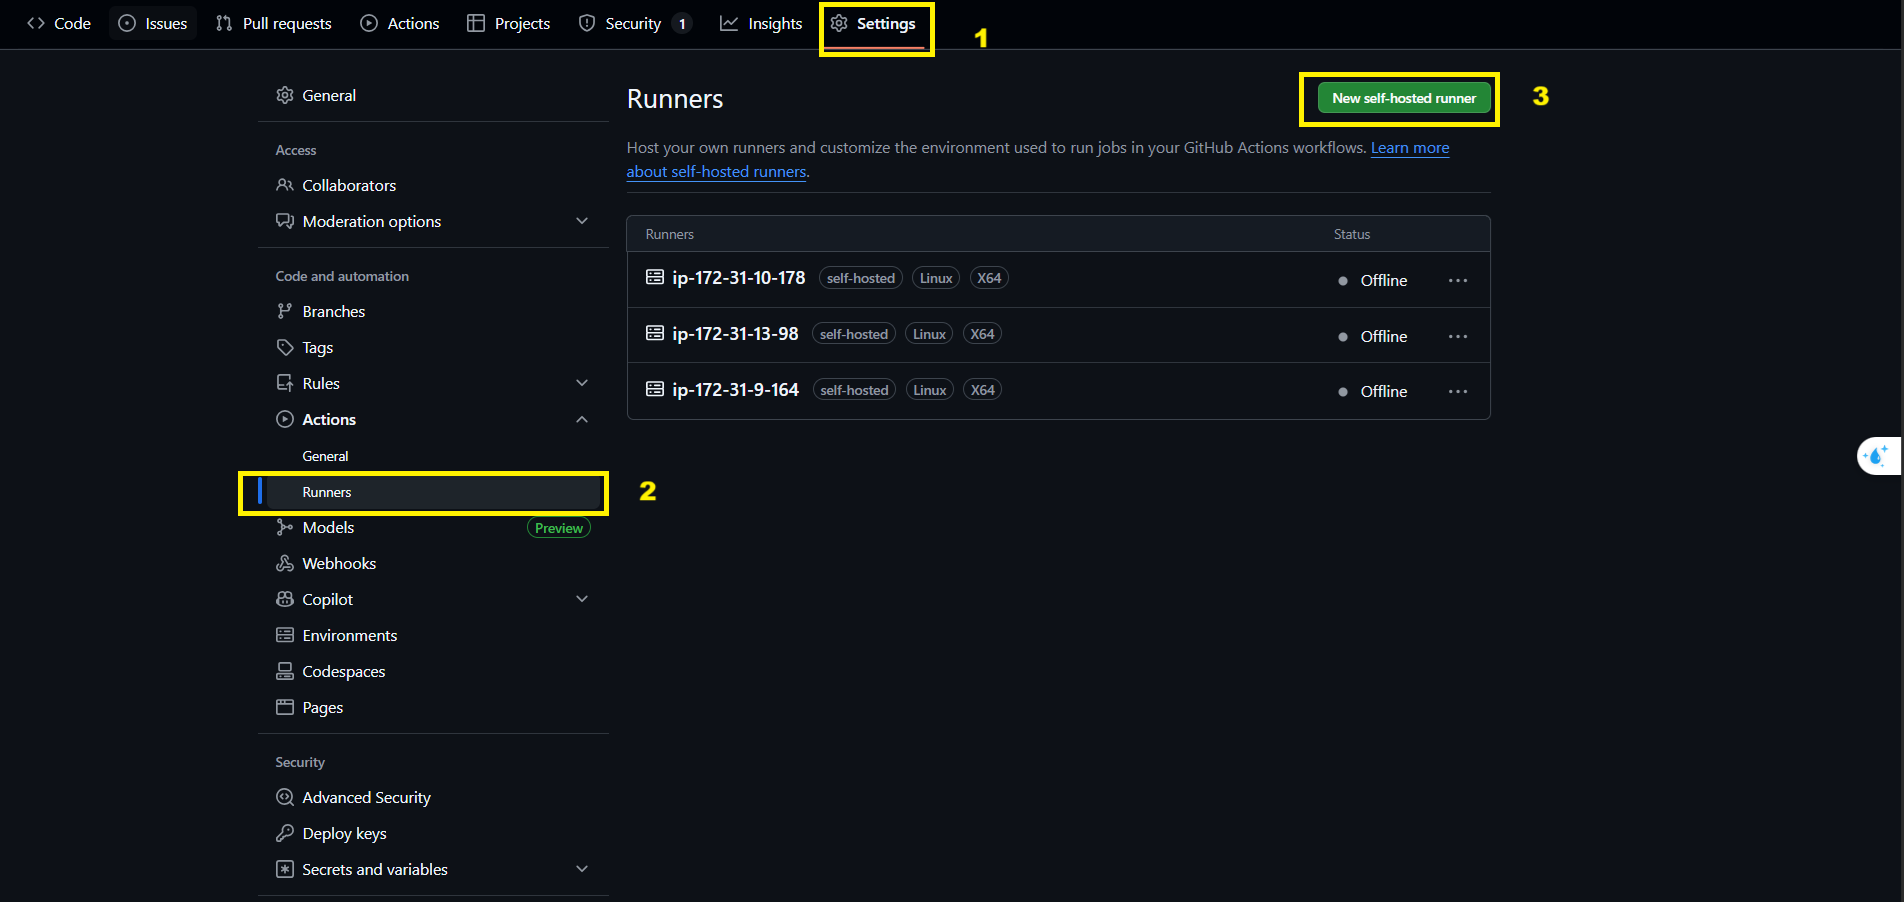 Code Issues Pull requests Actions Projects Security 1 Insights Settings
1
General
Access
Collaborators
Moderation options
Code and automation
Branches
Tags
Rules
Actions
General
Runners
2
Models Preview
Webhooks
Copilot
Environments
Codespaces
Pages
Security
Advanced Security
Deploy keys
Secrets and variables
Runners
New self-hosted runner
3
Host your own runners and customize the environment used to run jobs in your GitHub Actions workflows. Learn more
about self-hosted runners.
Runners Status
ip-172-31-10-178 self-hosted Linux X64 Offline
ip-172-31-13-98 self-hosted Linux X64 Offline
ip-172-31-9-164 self-hosted Linux X64 Offline